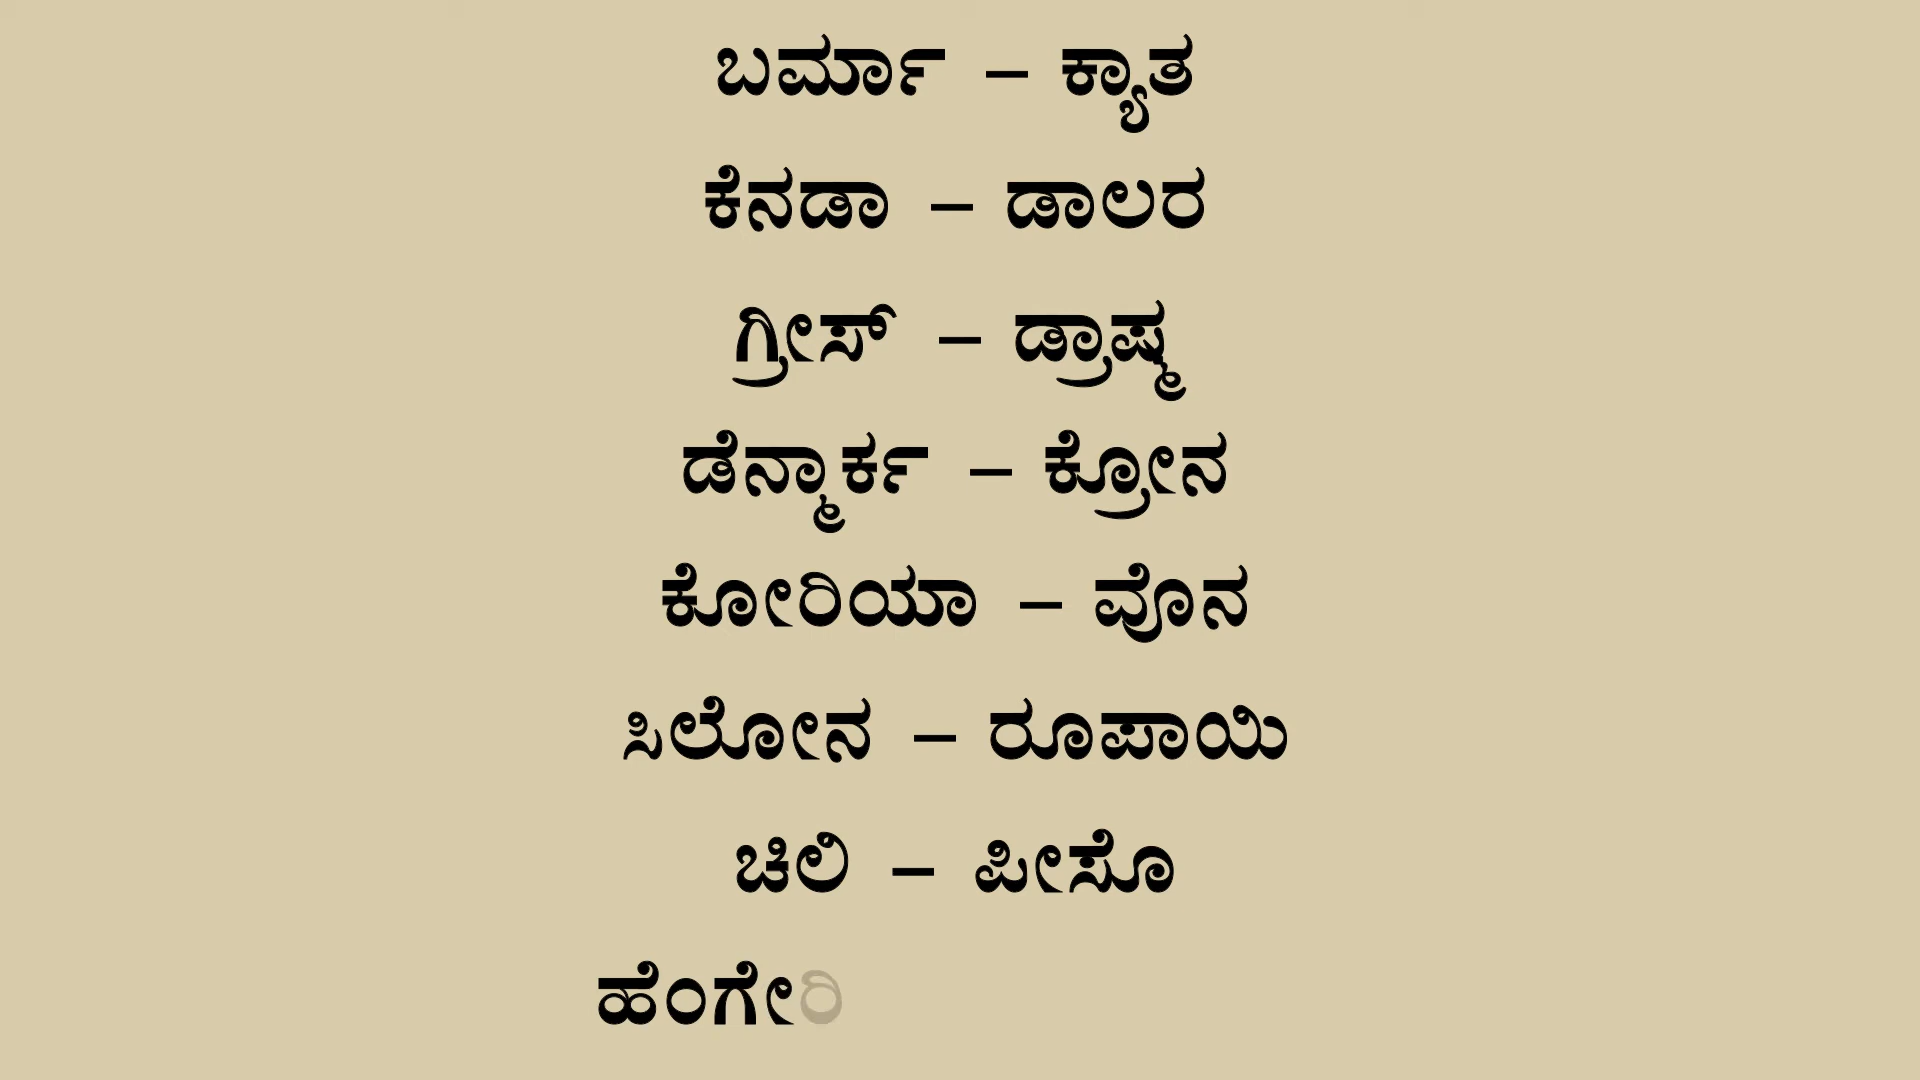 ಬರ್ಮಾ – ಕ್ಯಾತ
ಕೆನಡಾ – ಡಾಲರ
ಗ್ರೀಸ್ – ಡ್ರಾಷ್ಮ
ಡೆನ್ಮಾರ್ಕ – ಕ್ರೋನ
ಕೋರಿಯಾ – ವೊನ
ಸಿಲೋನ – ರೂಪಾಯಿ
ಚಿಲಿ – ಪೀಸೊ
ಹೆಂಗೇರಿ